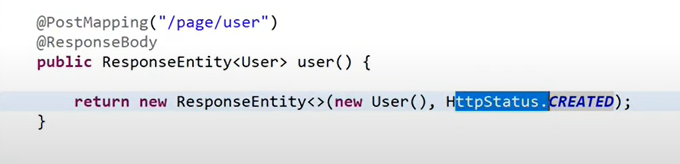 @PostMapping("/page/user")
@ResponseBody
public ResponseEntity<User> user() {
return new ResponseEntity<>(new User(), HttpStatus.CREATED);
}